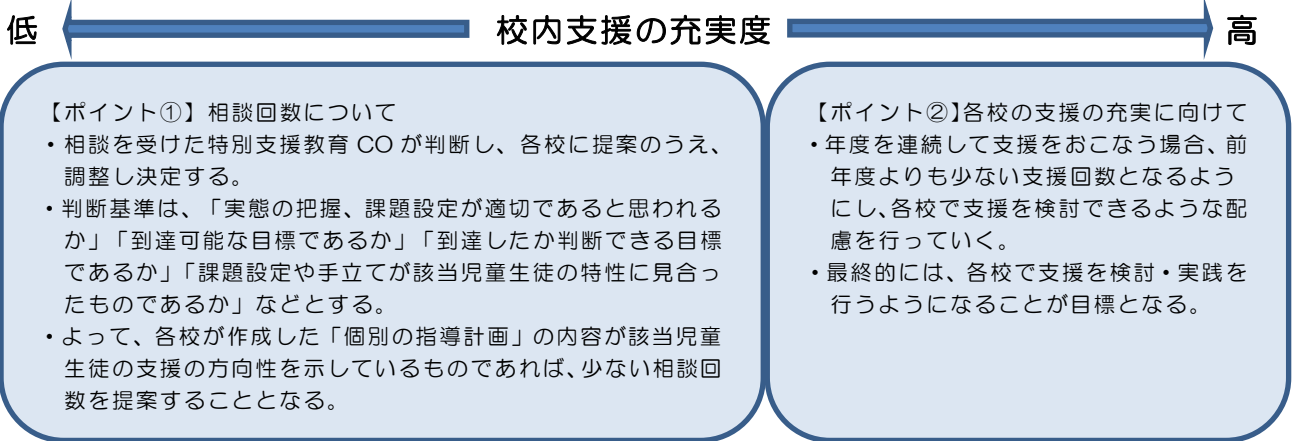 低 校内支援の充実度 高
【ポイント①】相談回数について
・相談を受けた特別支援教育 CO が判断し、各校に提案のうえ、
調整し決定する。
・判断基準は、「実態の把握、課題設定が適切であると思われる
か」「到達可能な目標であるか」「到達したか判断できる目標
であるか」「課題設定や手立てが該当児童生徒の特性に見合っ
たものであるか」などとする。
・よって、各校が作成した「個別の指導計画」の内容が該当児童
生徒の支援の方向性を示しているものであれば、少ない相談回
数を提案することとなる。
【ポイント②】各校の支援の充実に向けて
・年度を連続して支援をおこなう場合、前
年度よりも少ない支援回数となるよう
にし、各校で支援を検討できるような配
慮を行っていく。
・最終的には、各校で支援を検討・実践を
行うようになることが目標となる。